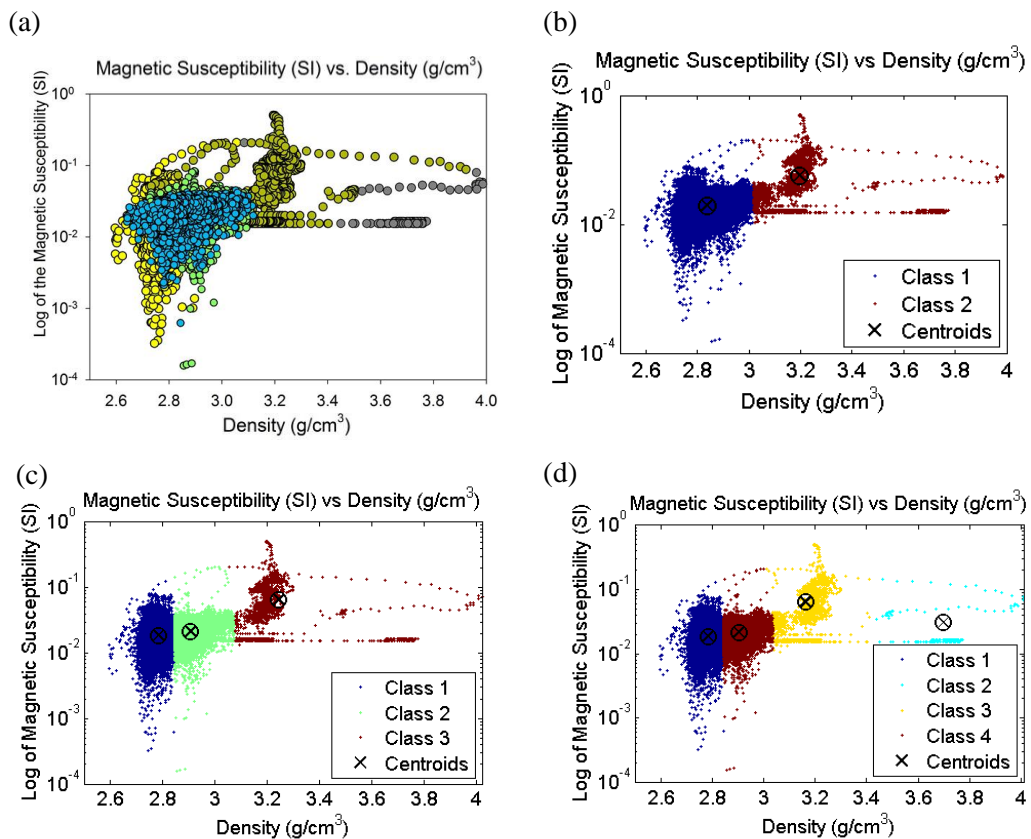 (a)
Magnetic Susceptibility (SI) vs. Density (g/cm³)
Log of the Magnetic Susceptibility (SI)
10⁰
10⁻¹
10⁻²
10⁻³
10⁻⁴
2.6 2.8 3.0 3.2 3.4 3.6 3.8 4.0
Density (g/cm³)
(b)
Magnetic Susceptibility (SI) vs Density (g/cm³)
Log of Magnetic Susceptibility (SI)
10⁰
10⁻²
10⁻⁴
Class 1
Class 2
Centroids
2.6 2.8 3 3.2 3.4 3.6 3.8 4
Density (g/cm³)
(c)
Magnetic Susceptibility (SI) vs Density (g/cm³)
Log of Magnetic Susceptibility (SI)
10⁰
10⁻¹
10⁻²
10⁻³
10⁻⁴
Class 1
Class 2
Class 3
Centroids
2.6 2.8 3 3.2 3.4 3.6 3.8 4
Density (g/cm³)
(d)
Magnetic Susceptibility (SI) vs Density (g/cm³)
Log of Magnetic Susceptibility (SI)
10⁰
10⁻¹
10⁻²
10⁻³
10⁻⁴
Class 1
Class 2
Class 3
Class 4
Centroids
2.6 2.8 3 3.2 3.4 3.6 3.8 4
Density (g/cm³)